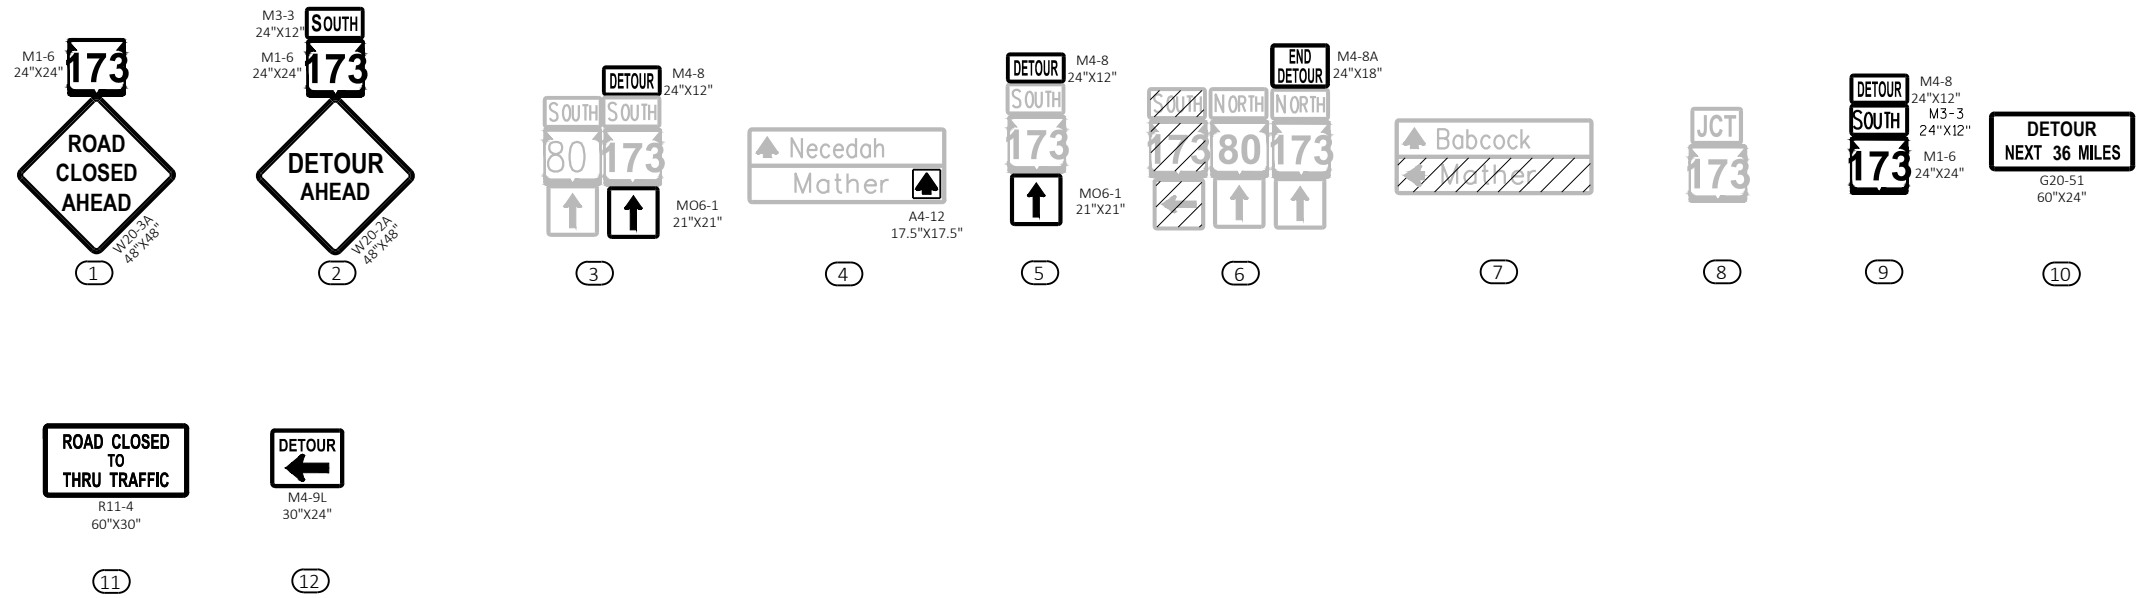 M1-6
24"X24"
173
ROAD
CLOSED
AHEAD
W20-3A
48"X48"
1
M3-3
24"X12"
SOUTH
M1-6
24"X24"
173
DETOUR
AHEAD
W20-2A
48"X48"
2
DETOUR
M4-8
24"X12"
SOUTH SOUTH
80 173
MO6-1
21"X21"
3
Necedah
Mather
A4-12
17.5"X17.5"
4
DETOUR
M4-8
24"X12"
SOUTH
173
MO6-1
21"X21"
5
END
DETOUR
M4-8A
24"X18"
SOUTH NORTH NORTH
173 80 173
6
Babcock
Mather
7
JCT
173
8
DETOUR
M4-8
24"X12"
SOUTH
M3-3
24"X12"
173
M1-6
24"X24"
9
DETOUR
NEXT 36 MILES
G20-51
60"X24"
10
ROAD CLOSED
TO
THRU TRAFFIC
R11-4
60"X30"
11
DETOUR
M4-9L
30"X24"
12